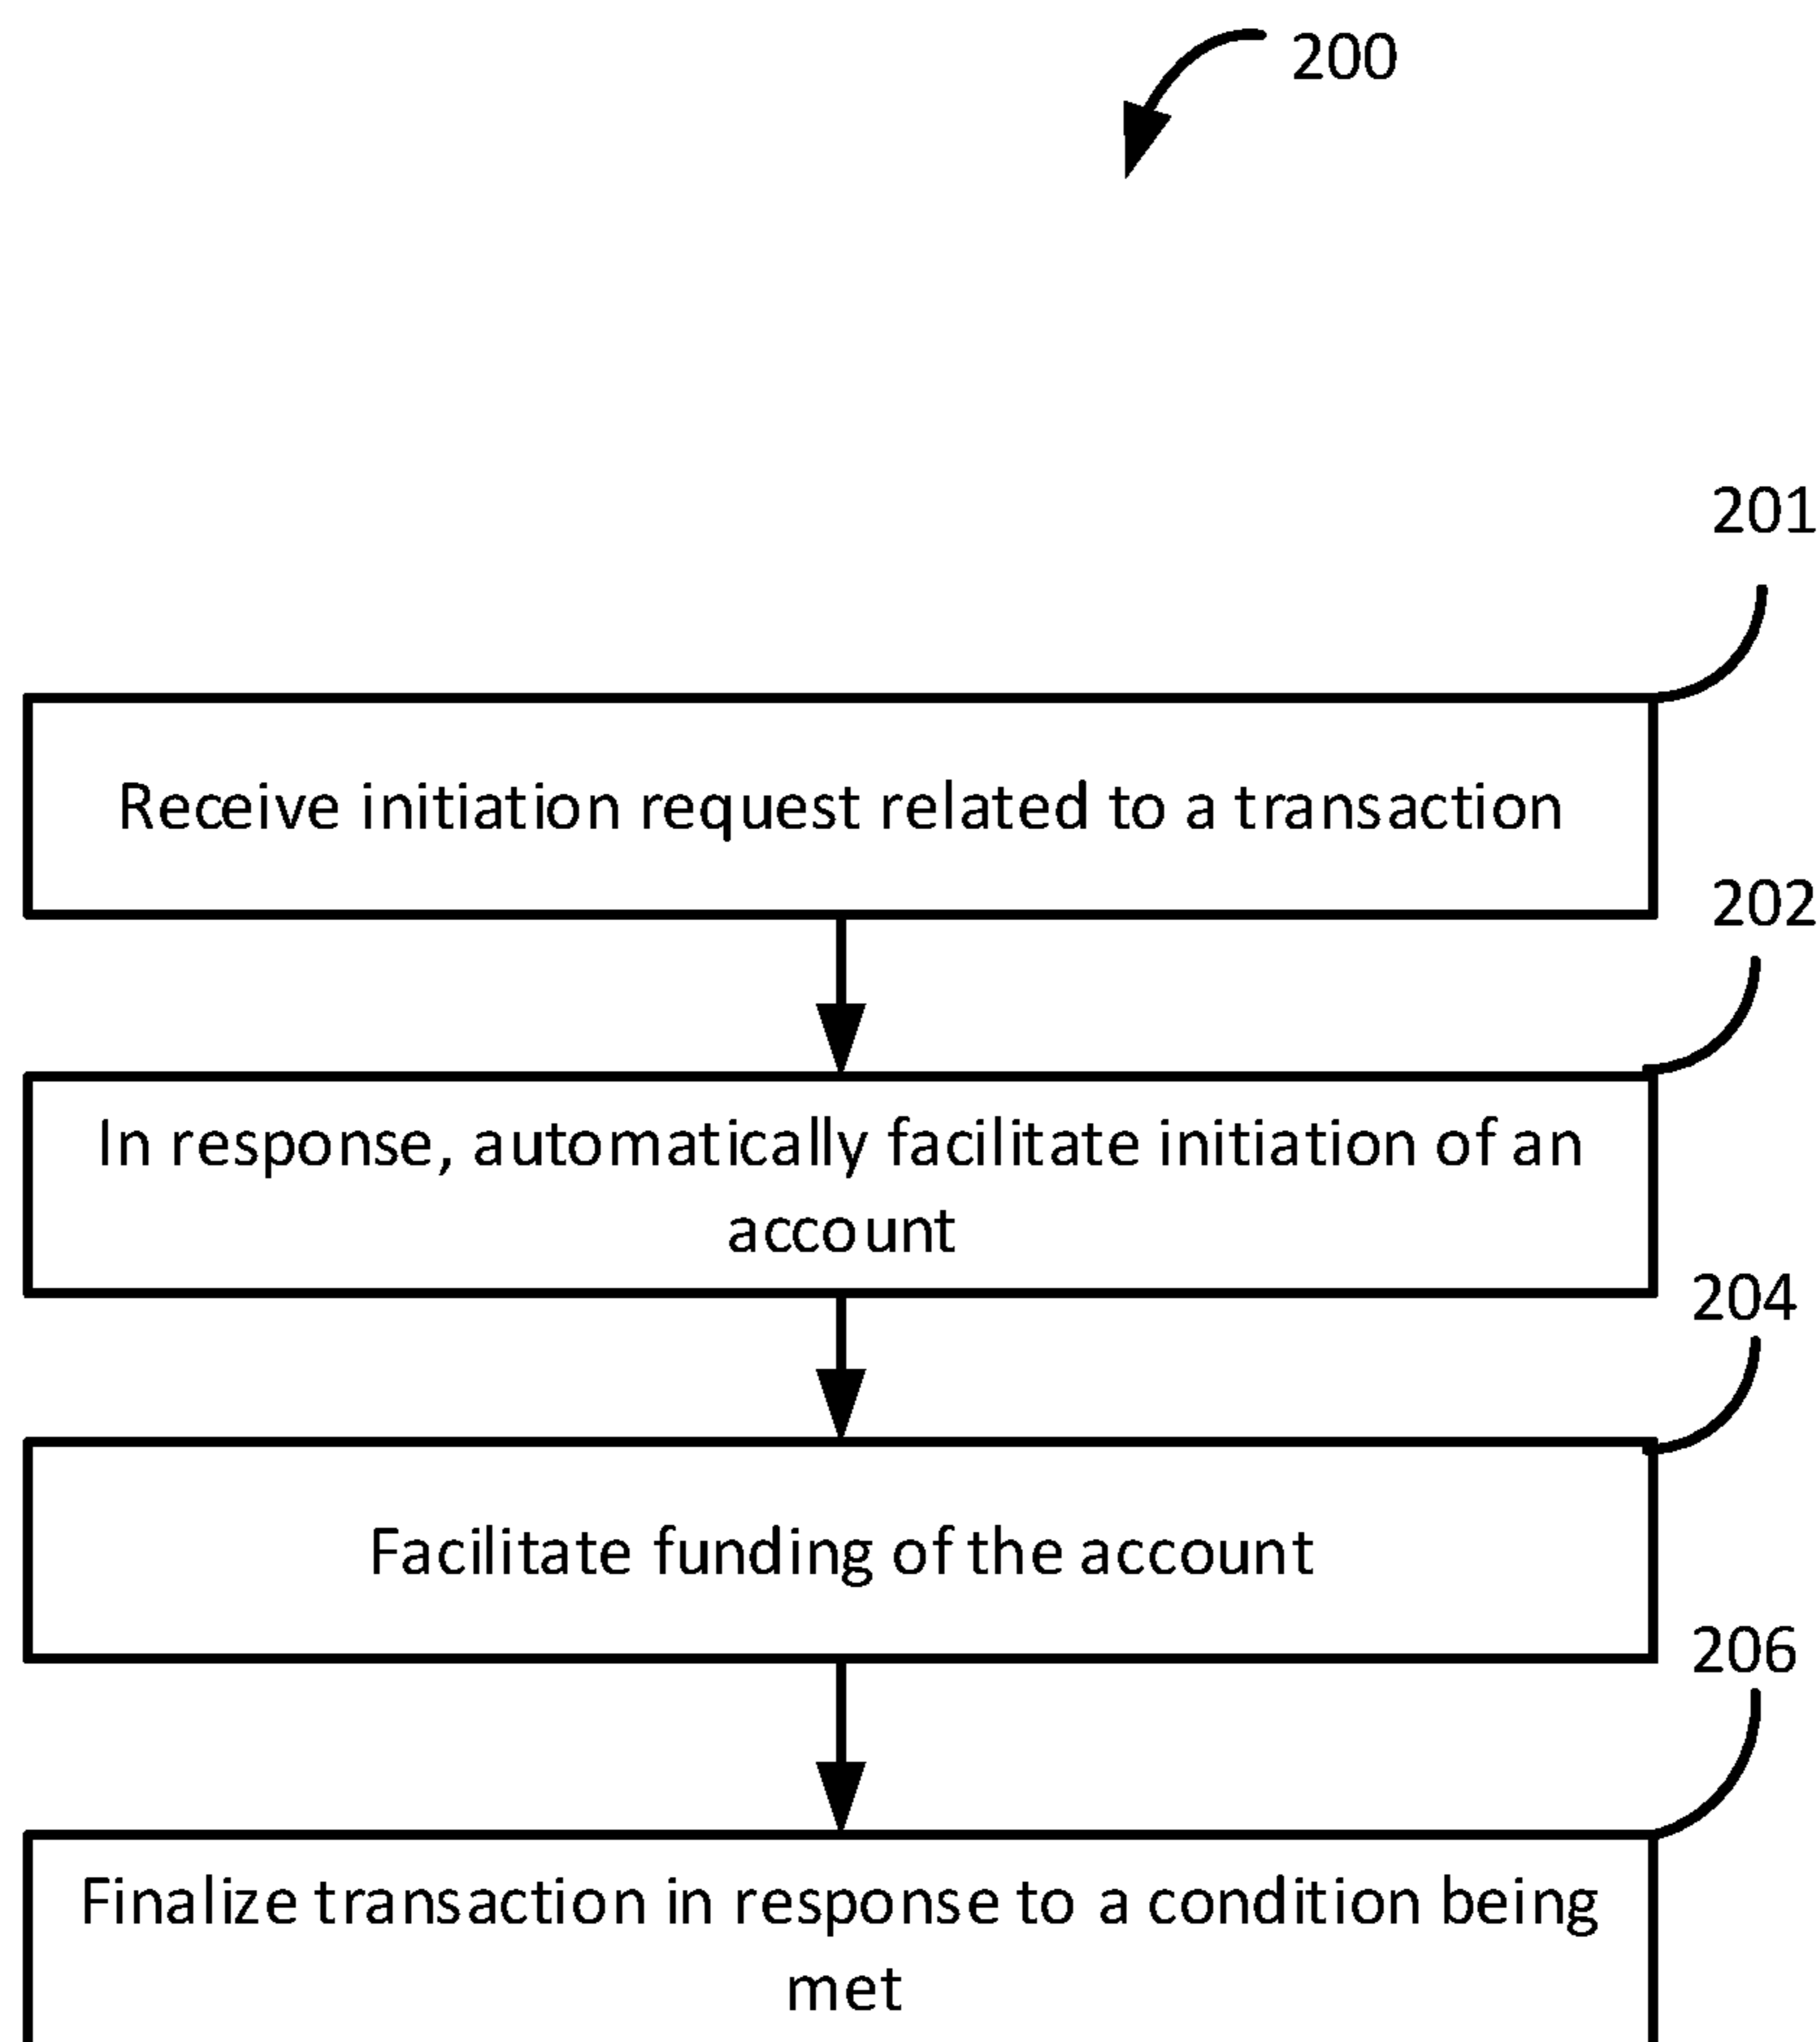 200
201
Receive initiation request related to a transaction
202
In response, automatically facilitate initiation of an
account
204
Facilitate funding of the account
206
Finalize transaction in response to a condition being
met